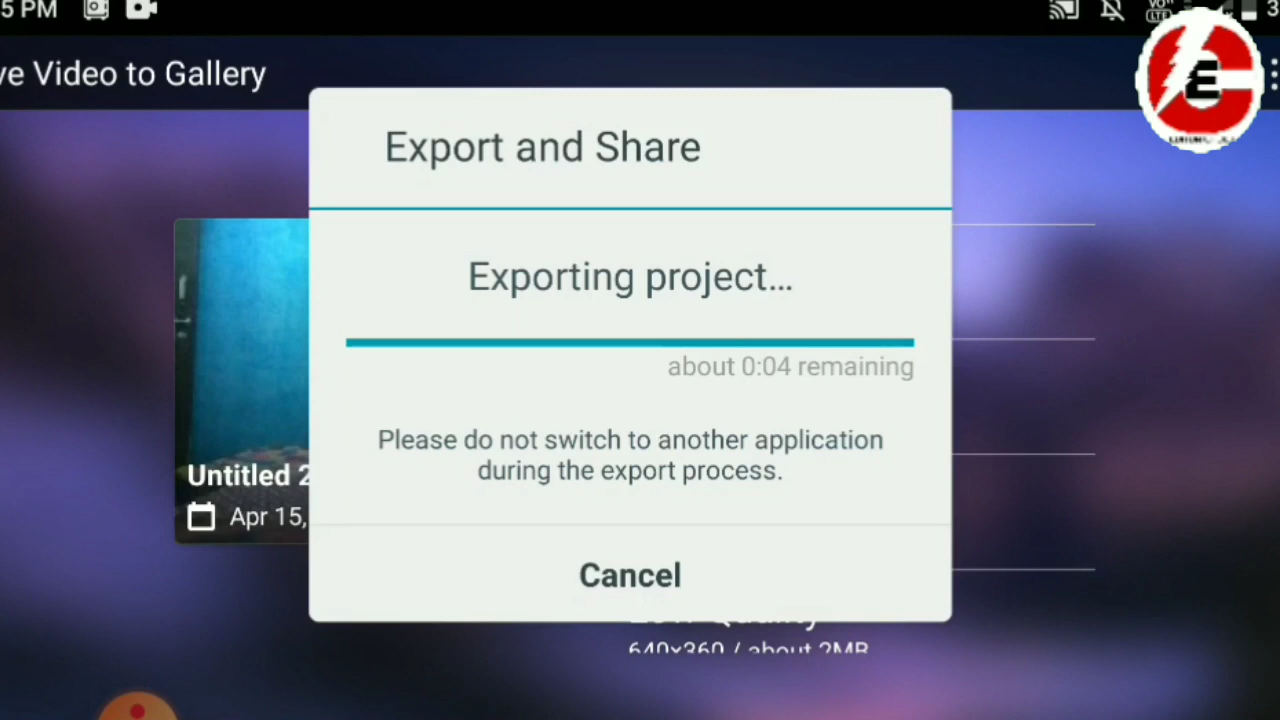 5 PM
ve Video to Gallery
Export and Share
Exporting project...
about 0:04 remaining
Please do not switch to another application
during the export process.
Untitled 2
Apr 15,
Cancel
640x360 / about 2MB